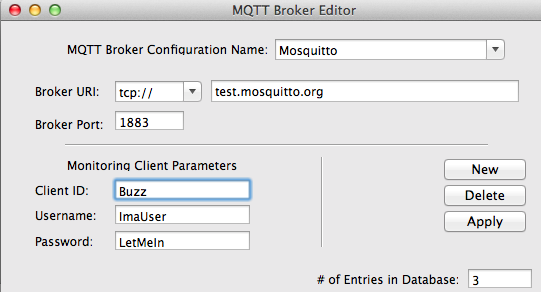 MQTT Broker Editor
MQTT Broker Configuration Name: Mosquitto
Broker URI: tcp:// test.mosquitto.org
Broker Port: 1883
Monitoring Client Parameters
New
Client ID: Buzz
Delete
Username: ImaUser
Apply
Password: LetMeIn
# of Entries in Database: 3